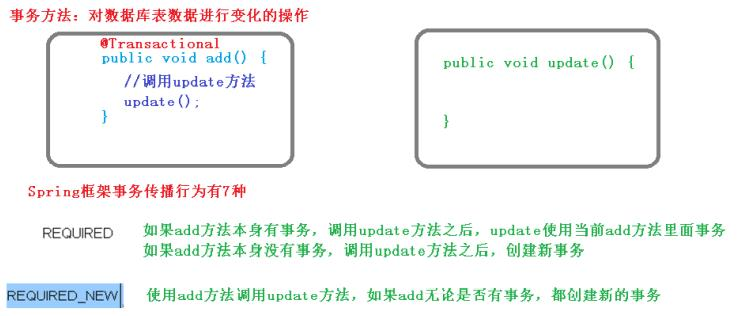 事务方法：对数据库表数据进行变化的操作
@Transactional
public void add() {
//调用update方法
update();
}
public void update() {
}
Spring框架事务传播行为有7种
REQUIRED
如果add方法本身有事务，调用update方法之后，update使用当前add方法里面事务
如果add方法本身没有事务，调用update方法之后，创建新事务
REQUIRED_NEW
使用add方法调用update方法，如果add无论是否有事务，都创建新的事务